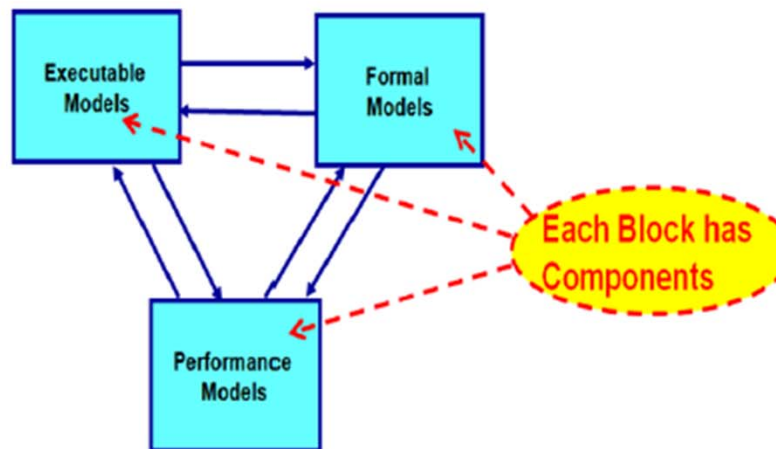 Executable
Models
Formal
Models
Each Block has
Components
Performance
Models